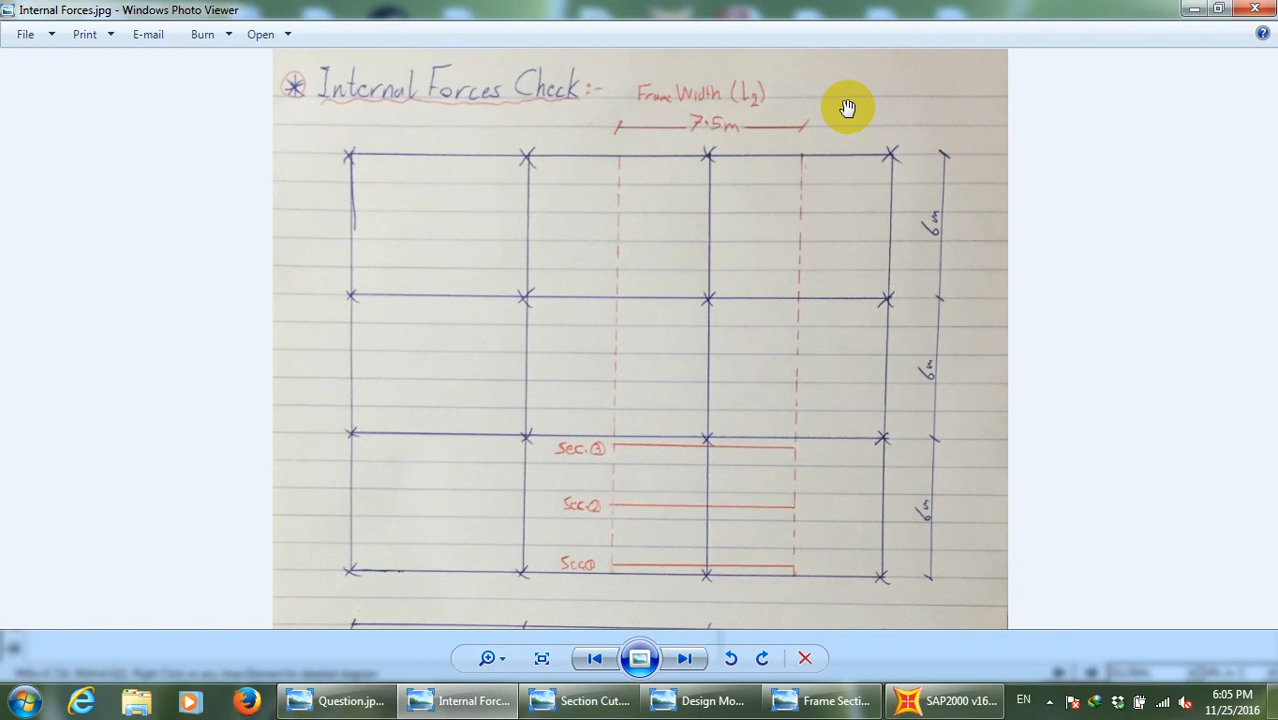 Internal Forces.jpg - Windows Photo Viewer
File Print E-mail Burn Open
* Internal Forces Check:-
Frame Width (L2)
7.5m
6m
6m
Sec. ③
Sec. ②
6m
Sec ①
Question.jp...
Internal Forc...
Section Cut....
Design Mo...
Frame Secti...
SAP2000 v16...
EN
6:05 PM
11/25/2016